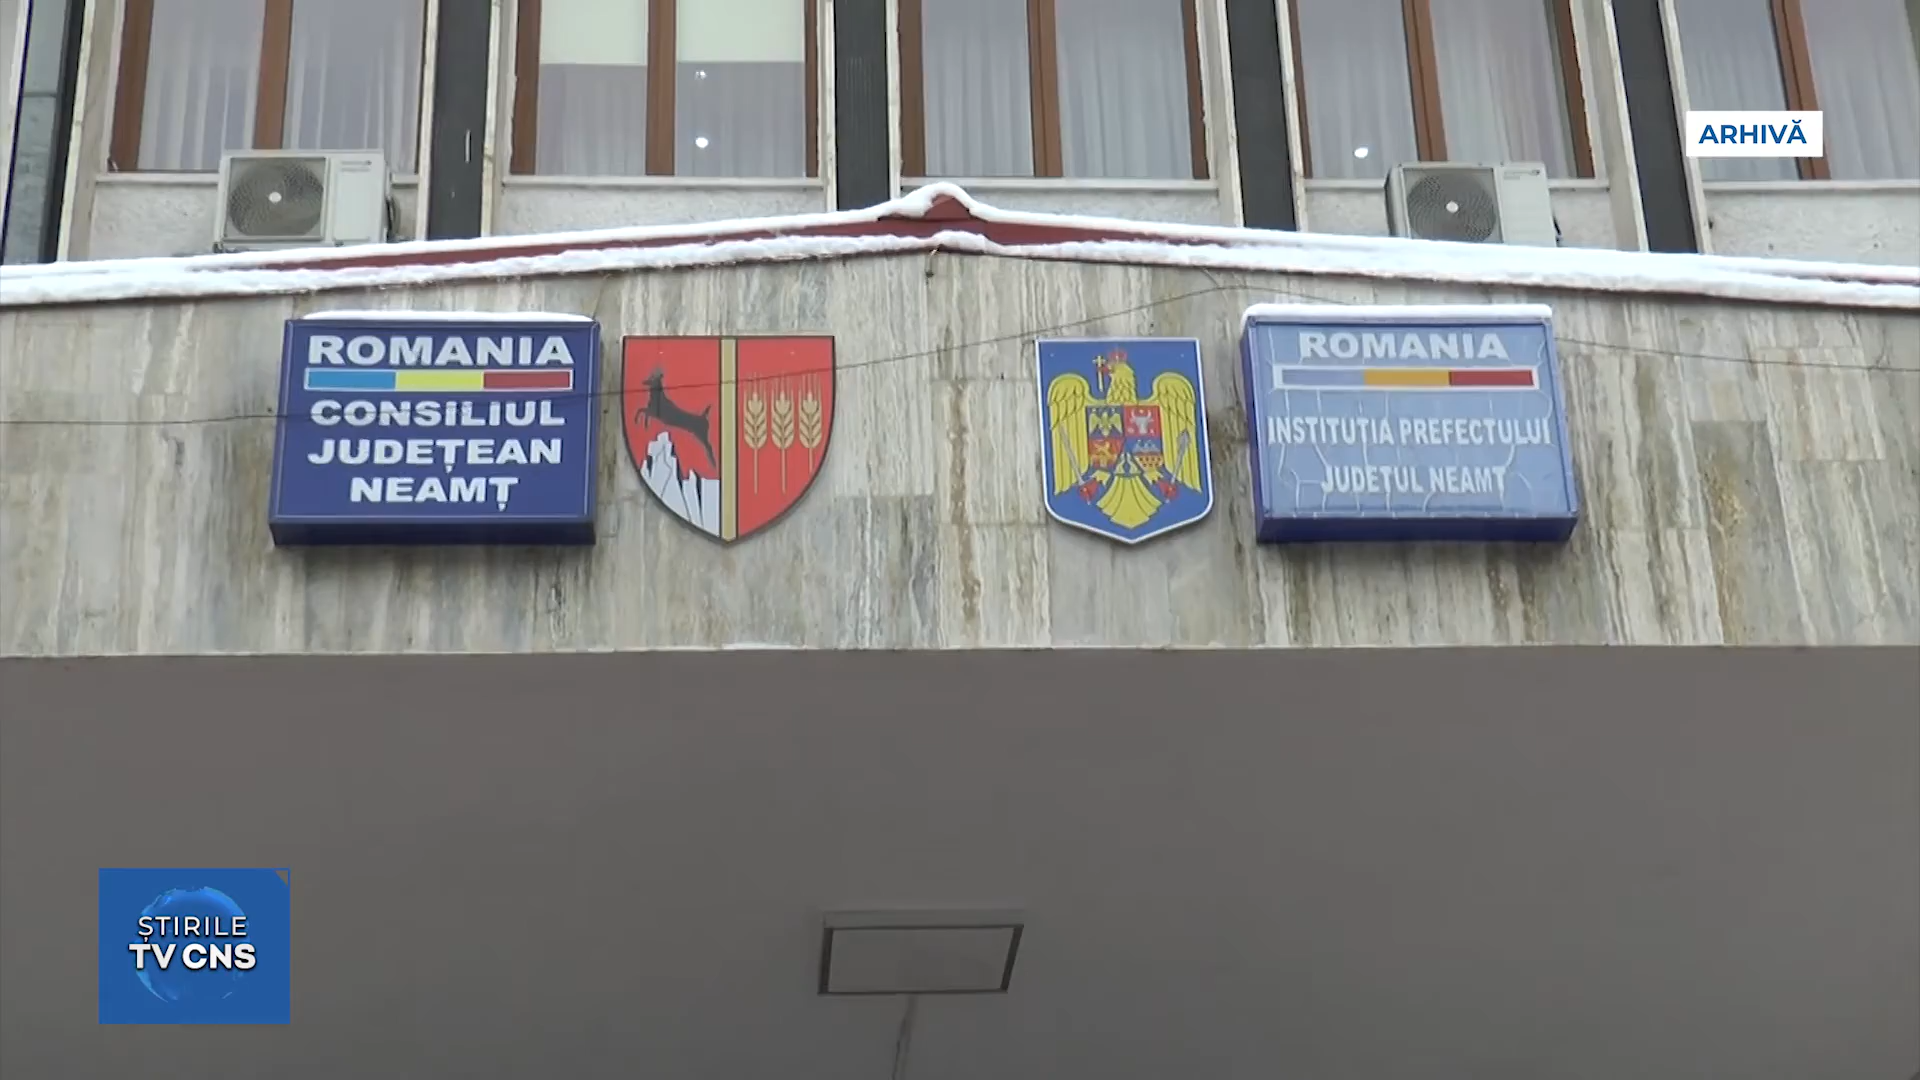 ARHIVĂ
ROMANIA
CONSILIUL
JUDEȚEAN
NEAMȚ
ROMANIA
INSTITUTIA PREFECTULUI
JUDETUL NEAMT
ȘTIRILE
TV CNS